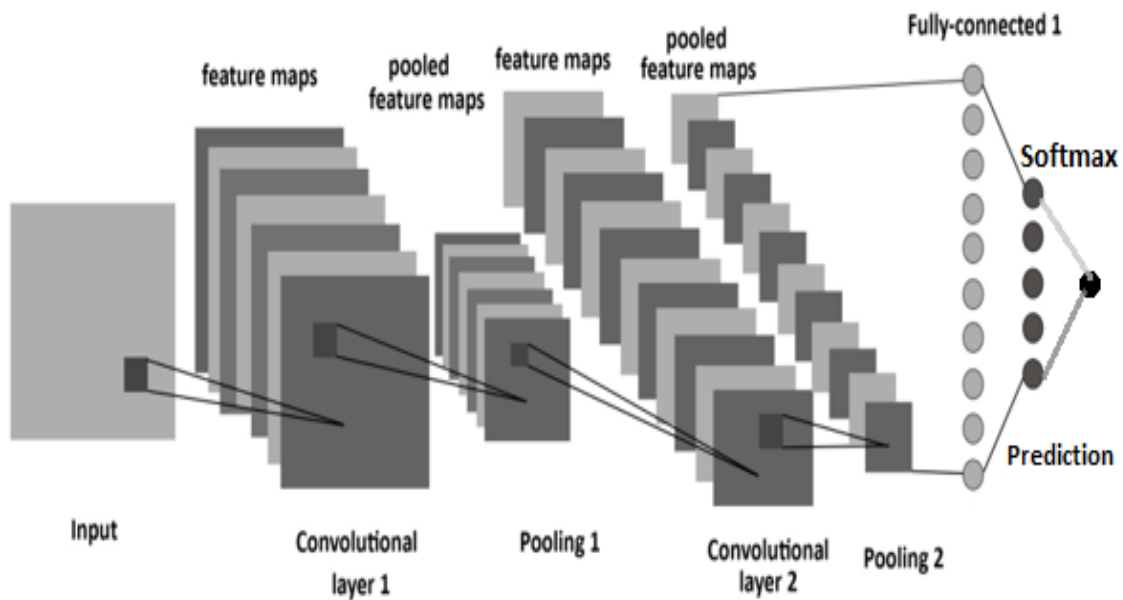 Fully-connected 1
feature maps
pooled
feature maps
feature maps
pooled
feature maps
Softmax
Prediction
Input
Convolutional
layer 1
Pooling 1
Convolutional
layer 2
Pooling 2